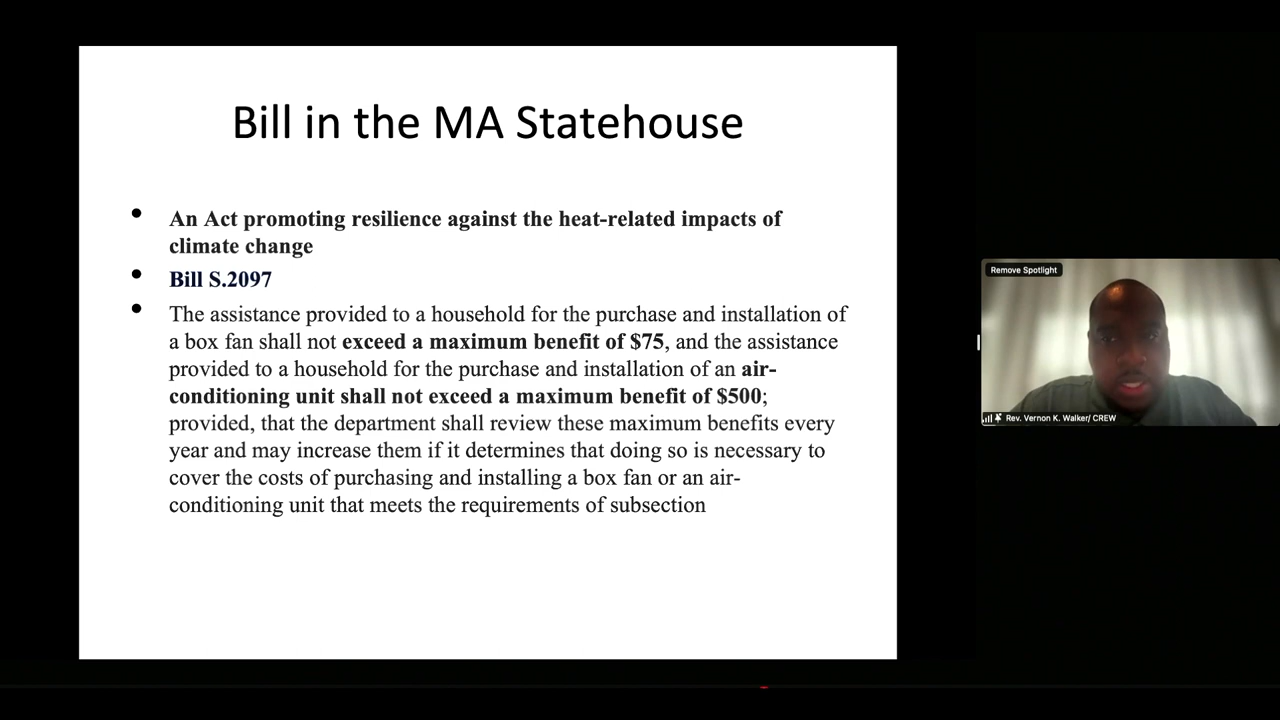 Bill in the MA Statehouse
An Act promoting resilience against the heat-related impacts of
climate change
Bill S.2097
The assistance provided to a household for the purchase and installation of
a box fan shall not exceed a maximum benefit of $75, and the assistance
provided to a household for the purchase and installation of an air-
conditioning unit shall not exceed a maximum benefit of $500;
provided, that the department shall review these maximum benefits every
year and may increase them if it determines that doing so is necessary to
cover the costs of purchasing and installing a box fan or an air-
conditioning unit that meets the requirements of subsection
Remove Spotlight
Rev. Vernon K. Walker/ CREW